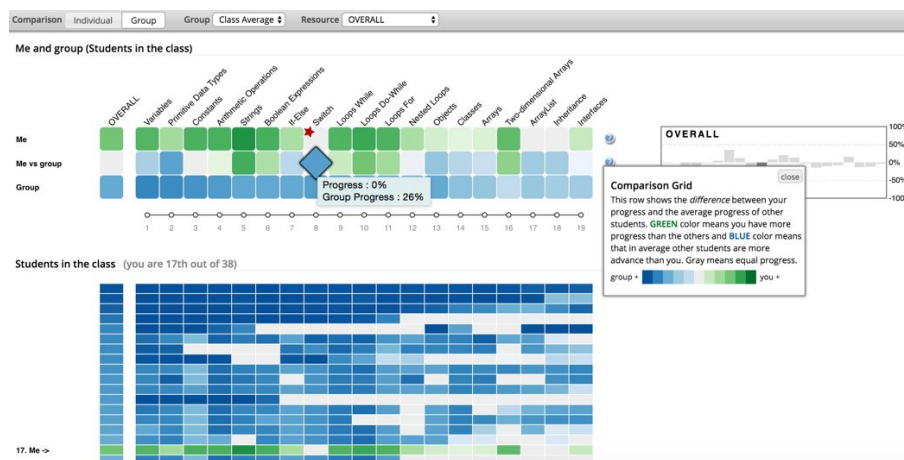 Comparison Individual Group Group Class Average Resource OVERALL
Me and group (Students in the class)
OVERALL
Variables
Primitive Data Types
Constants
Arithmetic Operations
Strings
Boolean Expressions
If-Else
Switch
Loops While
Loops Do-While
Loops For
Nested Loops
Objects
Classes
Arrays
Two-dimensional Arrays
ArrayList
Inheritance
Interfaces
Me
Me vs group
Group
Progress : 0%
Group Progress : 26%
1 2 3 4 5 6 7 8 9 10 11 12 13 14 15 16 17 18 19
OVERALL
100%
50%
0%
-50%
-100
close
Comparison Grid
This row shows the difference between your
progress and the average progress of other
students. GREEN color means you have more
progress than the others and BLUE color means
that in average other students are more
advance than you. Gray means equal progress.
group + you +
Students in the class (you are 17th out of 38)
17. Me ->